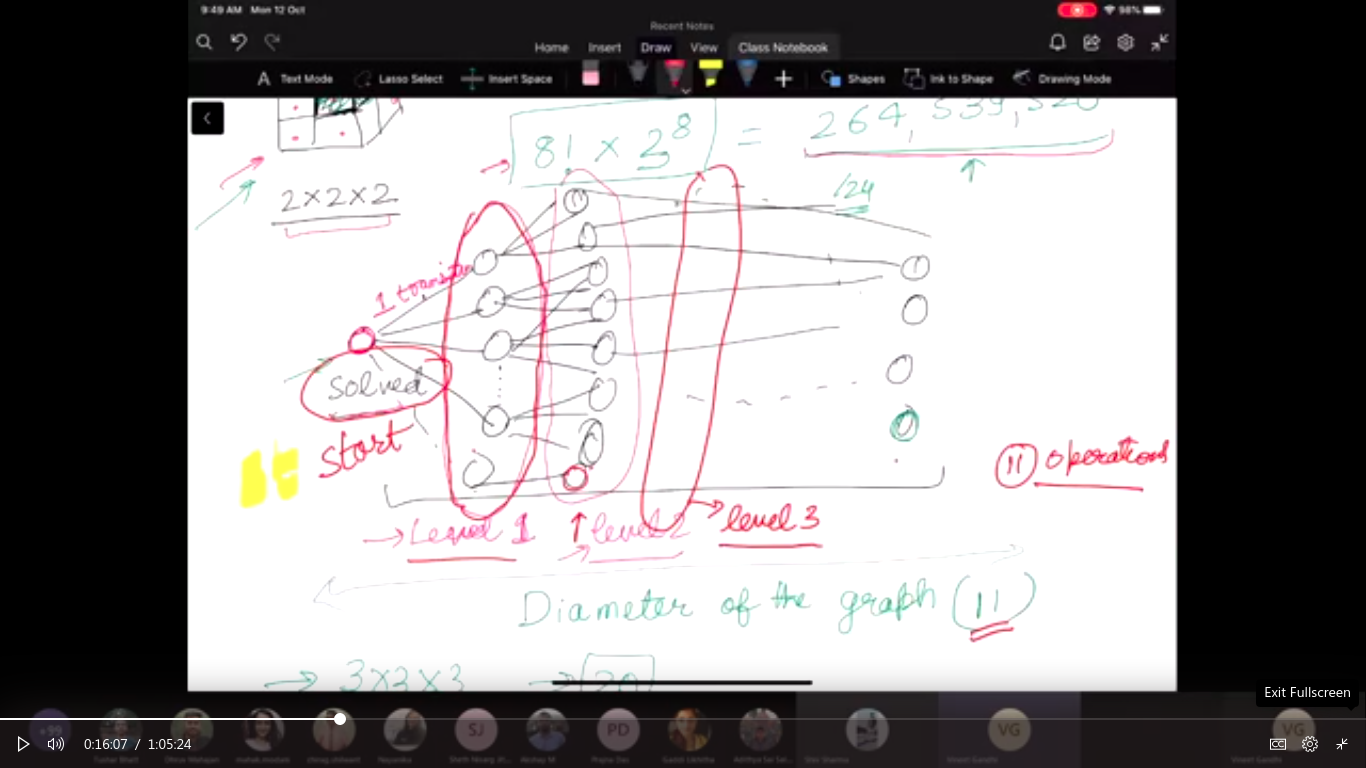 9:49 AM Mon 12 Oct
98%
Recent Notes
Home Insert Draw View Class Notebook
A Text Mode Lasso Select Insert Space Shapes Ink to Shape Drawing Mode
8! × 3^8 = 264, 539, 520
2×2×2
/24
1
solved
start
11 operations
→ Level 1 ↑ level 2 → level 3
Diameter of the graph (11)
→ 3×3×3 → 20
Exit Fullscreen
+99 SJ PD VG VG
0:16:07 / 1:05:24
CC